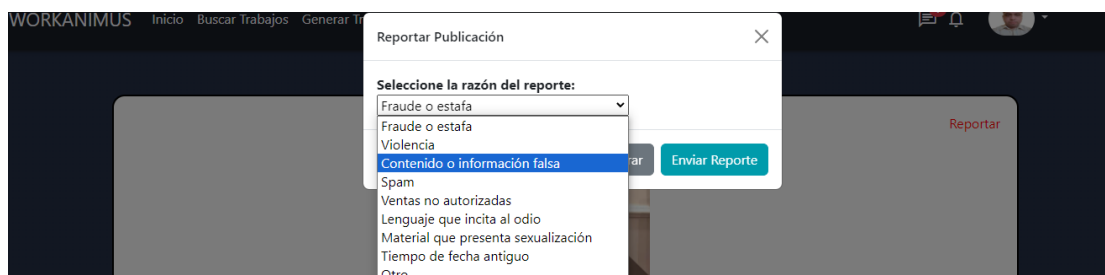 WORKANIMUS Inicio Buscar Trabajos Generar
Reportar Publicación
Seleccione la razón del reporte:
Fraude o estafa
Fraude o estafa
Violencia
Contenido o información falsa
Spam
Ventas no autorizadas
Lenguaje que incita al odio
Material que presenta sexualización
Tiempo de fecha antiguo
Otro
Enviar Reporte
Reportar